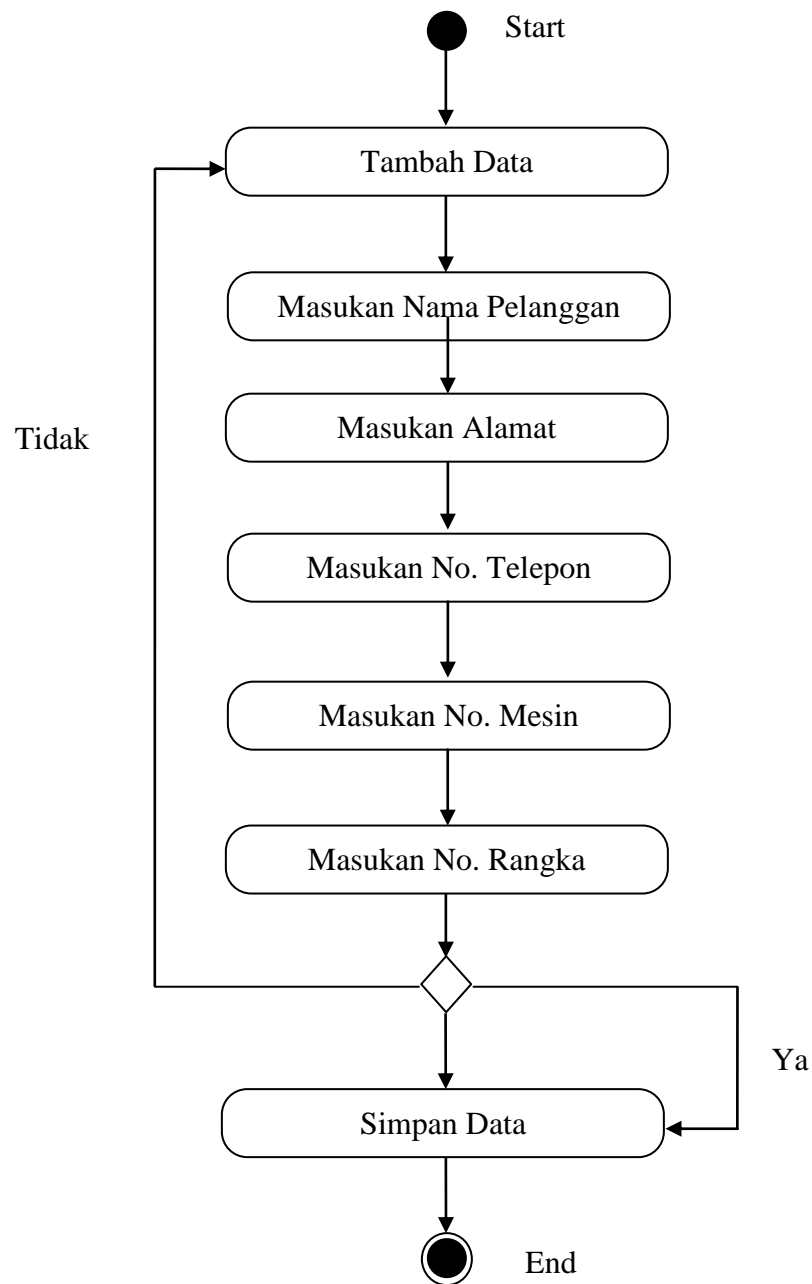 Start
Tambah Data
Masukan Nama Pelanggan
Masukan Alamat
Tidak
Masukan No. Telepon
Masukan No. Mesin
Masukan No. Rangka
Ya
Simpan Data
End